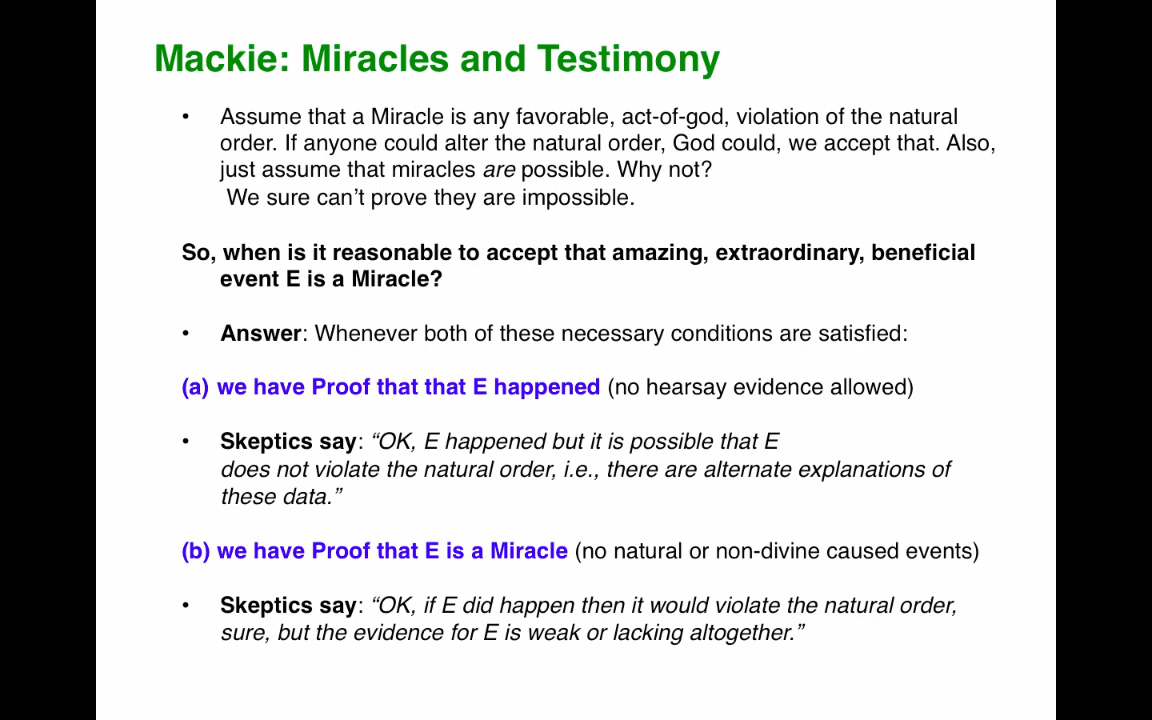 Mackie: Miracles and Testimony
• Assume that a Miracle is any favorable, act-of-god, violation of the natural
order. If anyone could alter the natural order, God could, we accept that. Also,
just assume that miracles are possible. Why not?
We sure can’t prove they are impossible.
So, when is it reasonable to accept that amazing, extraordinary, beneficial
event E is a Miracle?
• Answer: Whenever both of these necessary conditions are satisfied:
(a) we have Proof that that E happened (no hearsay evidence allowed)
• Skeptics say: “OK, E happened but it is possible that E
does not violate the natural order, i.e., there are alternate explanations of
these data.”
(b) we have Proof that E is a Miracle (no natural or non-divine caused events)
• Skeptics say: “OK, if E did happen then it would violate the natural order,
sure, but the evidence for E is weak or lacking altogether.”